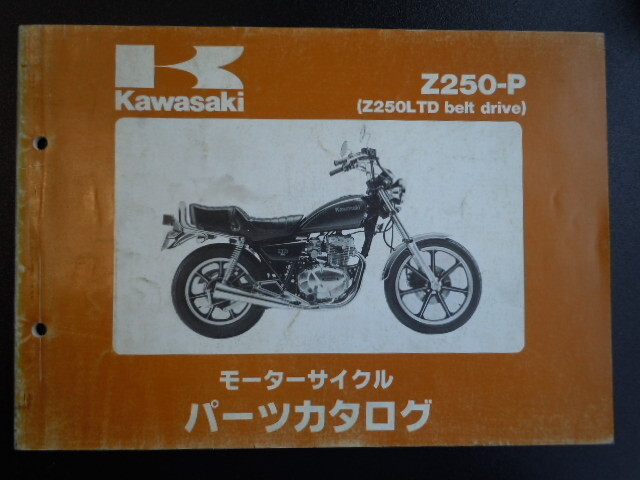 Kawasaki
Z250-P
(Z250LTD belt drive)
KAWASAKI
モーターサイクル
パーツカタログ